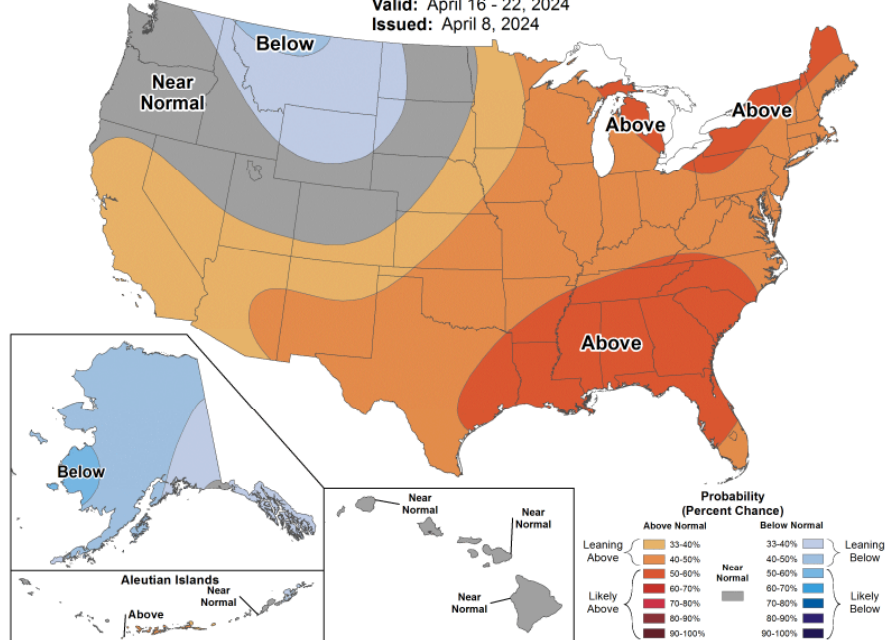 Valid: April 16 - 22, 2024
Issued: April 8, 2024
Below
Near
Normal
Above
Above
Above
Below
Aleutian Islands
Above
Near
Normal
Near
Normal
Near
Normal
Near
Normal
Probability
(Percent Chance)
Above Normal
Below Normal
Leaning
Above
33-40%
40-50%
Likely
Above
50-60%
60-70%
70-80%
80-90%
90-100%
Near
Normal
33-40%
40-50%
Leaning
Below
50-60%
60-70%
70-80%
80-90%
90-100%
Likely
Below